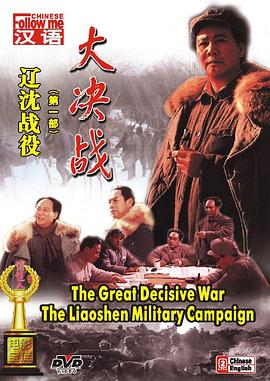 CHINESE
Follow me
汉语
大决战
辽沈战役
(第一部)
The Great Decisive War
The Liaoshen Military Campaign
DVD
VIDEO
Chinese
English